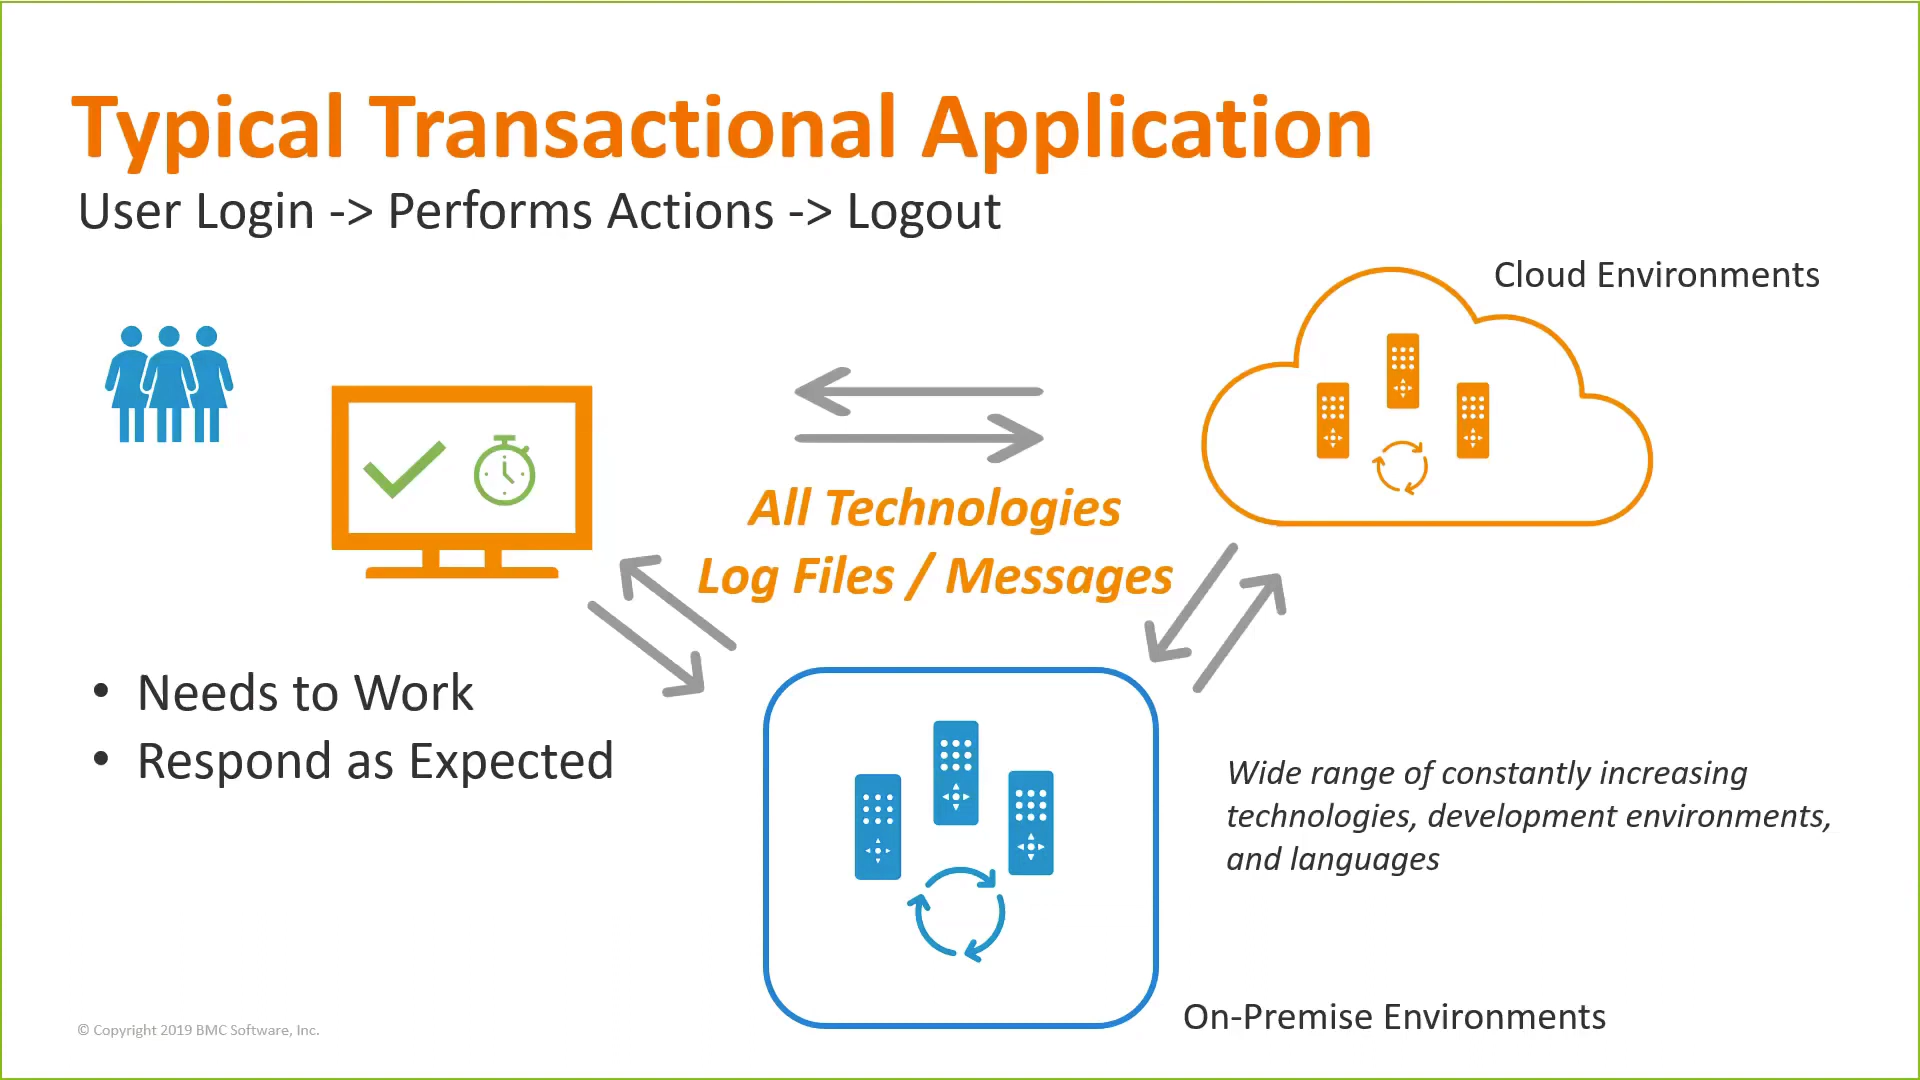 Typical Transactional Application
User Login -> Performs Actions -> Logout
Cloud Environments
All Technologies
Log Files / Messages
• Needs to Work
• Respond as Expected
Wide range of constantly increasing
technologies, development environments,
and languages
On-Premise Environments
© Copyright 2019 BMC Software, Inc.